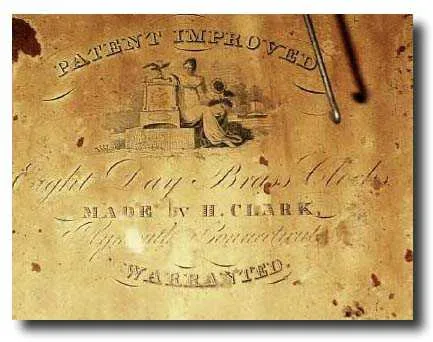 PATENT IMPROVED
Eight Day Brass Clocks
MADE by H. CLARK,
Plymouth Connecticut
WARRANTED.